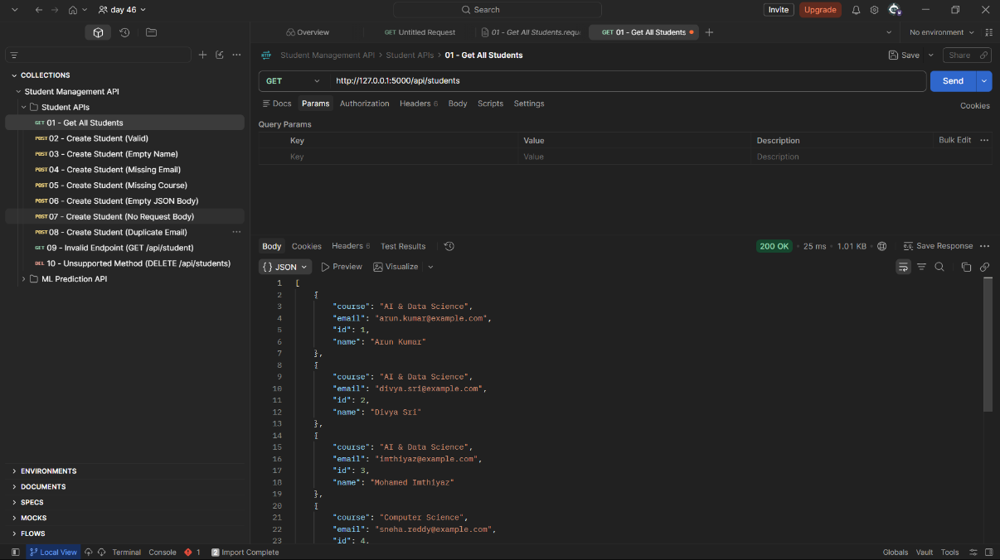 day 46
Search
Invite
Upgrade
Overview
GET Untitled Request
01 - Get All Students.requ
GET 01 - Get All Students
No environment
COLLECTIONS
Student Management API
Student APIs
GET 01 - Get All Students
POST 02 - Create Student (Valid)
POST 03 - Create Student (Empty Name)
POST 04 - Create Student (Missing Email)
POST 05 - Create Student (Missing Course)
POST 06 - Create Student (Empty JSON Body)
POST 07 - Create Student (No Request Body)
POST 08 - Create Student (Duplicate Email)
GET 09 - Invalid Endpoint (GET /api/student)
DEL 10 - Unsupported Method (DELETE /api/students)
ML Prediction API
ENVIRONMENTS
DOCUMENTS
SPECS
MOCKS
FLOWS
HTTP Student Management API > Student APIs > 01 - Get All Students
Save
Share
GET http://127.0.0.1:5000/api/students
Send
Docs Params Authorization Headers 6 Body Scripts Settings
Cookies
Query Params
Key Value Description Bulk Edit
Key Value Description
Body Cookies Headers 6 Test Results
200 OK • 25 ms • 1.01 KB
e.g. Save Response
{} JSON Preview Visualize
1 [
2 {
3 "course": "AI & Data Science",
4 "email": "arun.kumar@example.com",
5 "id": 1,
6 "name": "Arun Kumar"
7 },
8 {
9 "course": "AI & Data Science",
10 "email": "divya.sri@example.com",
11 "id": 2,
12 "name": "Divya Sri"
13 },
14 {
15 "course": "AI & Data Science",
16 "email": "imthiyaz@example.com",
17 "id": 3,
18 "name": "Mohamed Imthiyaz"
19 },
20 {
21 "course": "Computer Science",
22 "email": "sneha.reddy@example.com",
23 "id": 4,
Local View
Terminal
Console
1
2 Import Complete
Globals
Vault
Tools